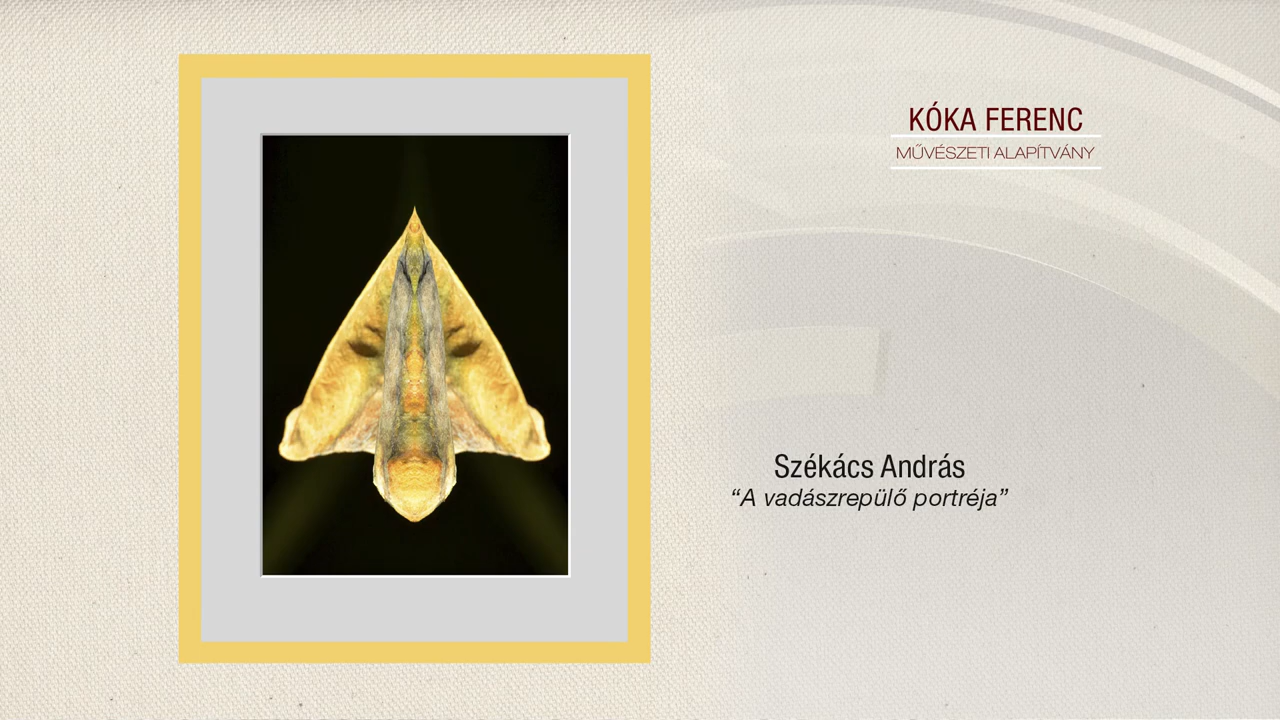 KÓKA FERENC
MŰVÉSZETI ALAPÍTVÁNY
Székács András
“A vadászrepülő portréja”